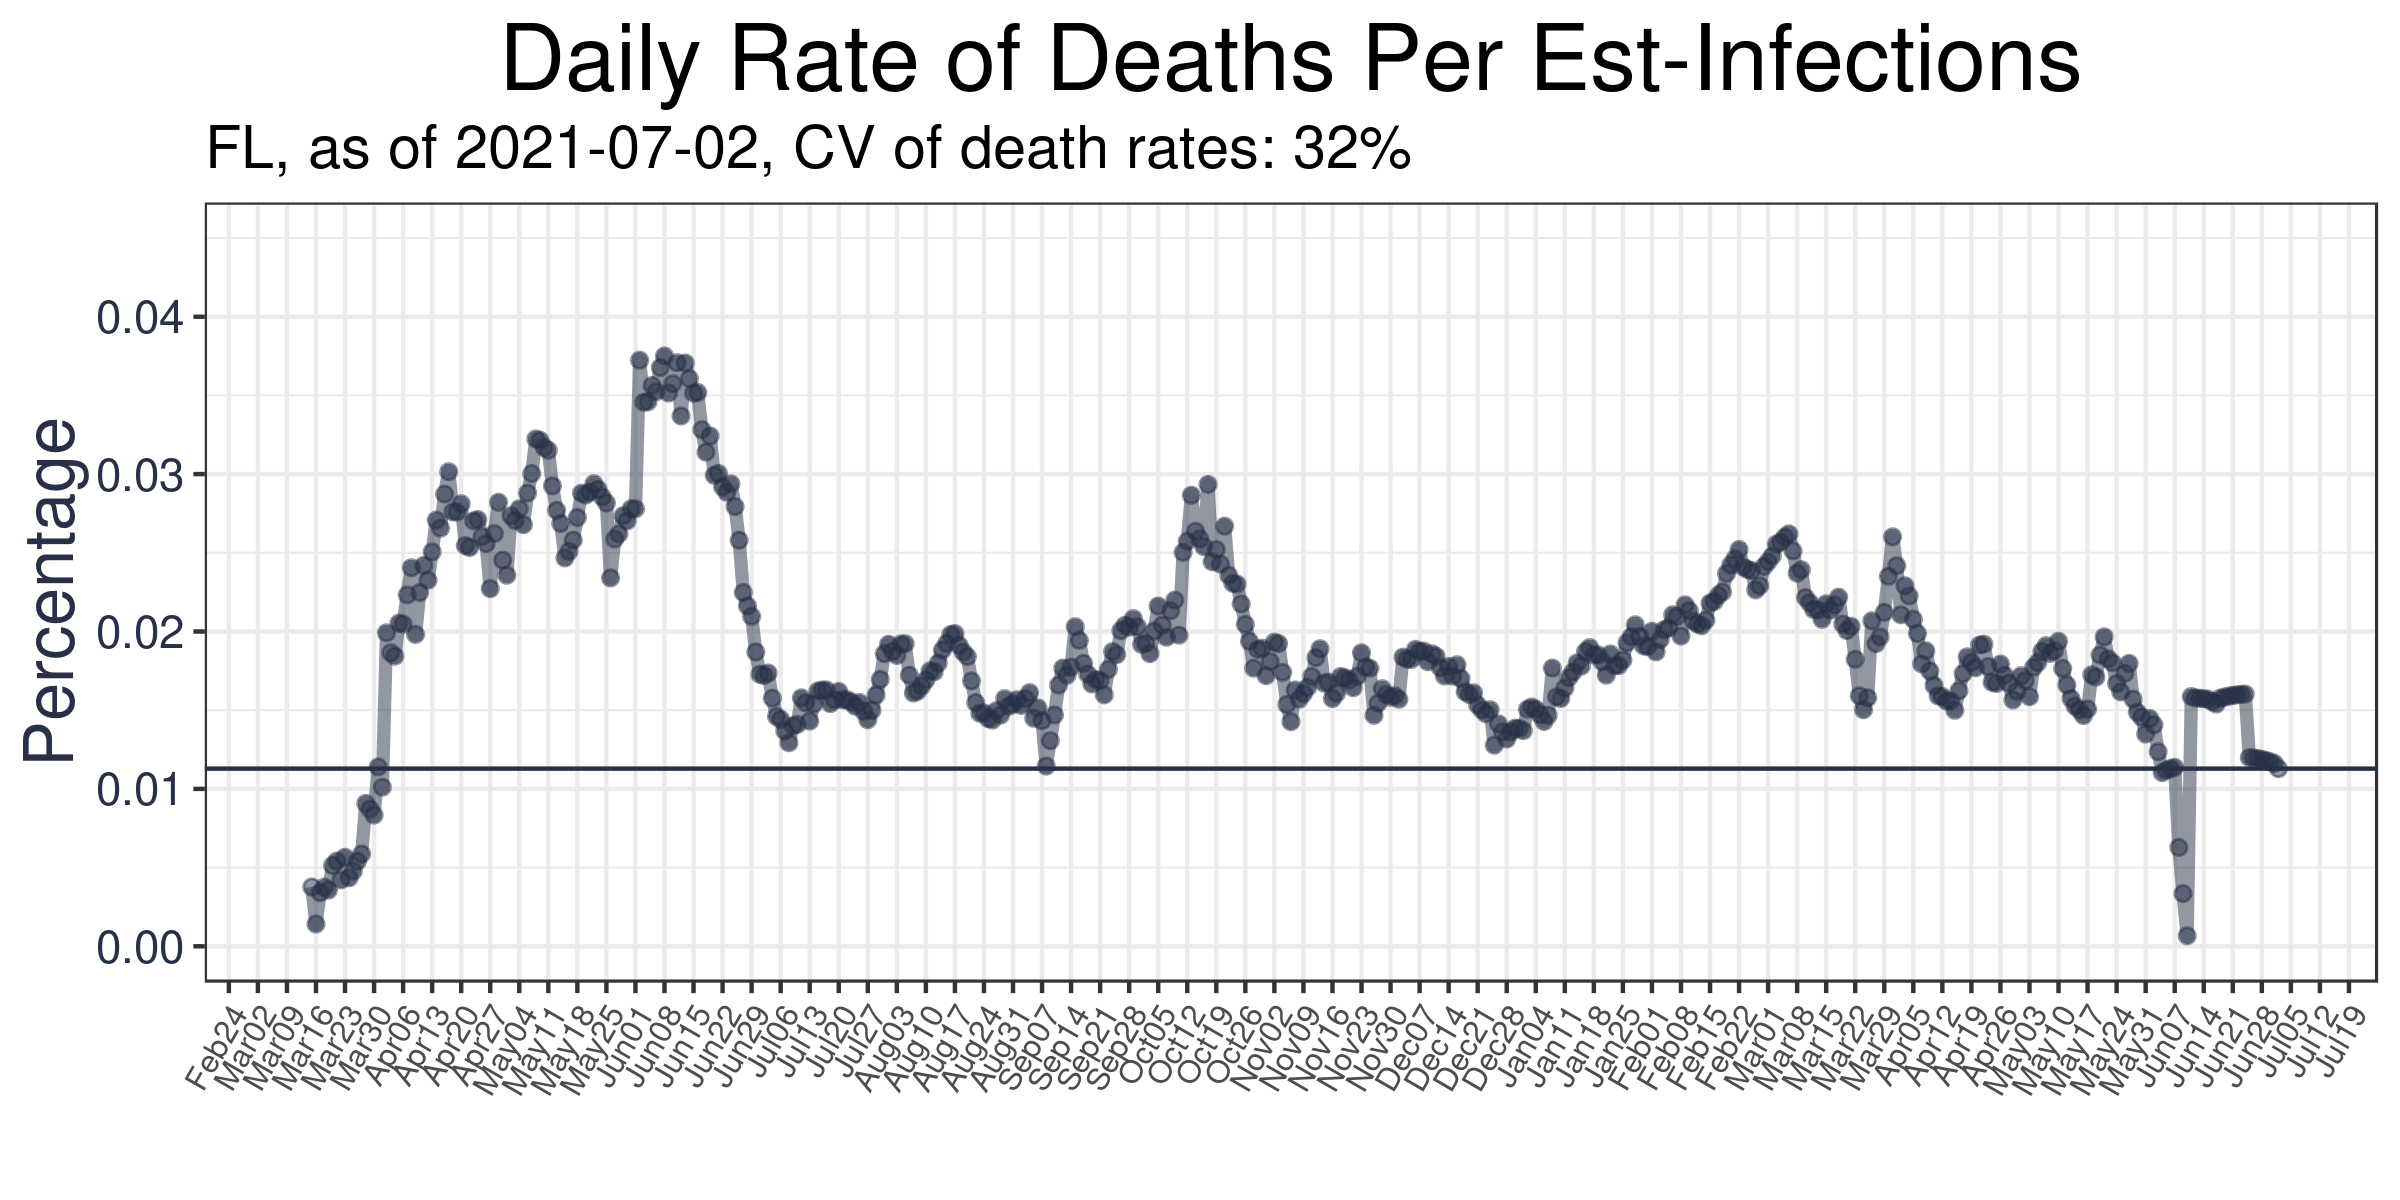 Daily Rate of Deaths Per Est-Infections
FL, as of 2021-07-02, CV of death rates: 32%
Percentage
0.04
0.03
0.02
0.01
0.00
Feb24
Mar02
Mar09
Mar16
Mar23
Mar30
Apr06
Apr13
Apr20
Apr27
May04
May11
May18
May25
Jun01
Jun08
Jun15
Jun22
Jun29
Jul06
Jul13
Jul20
Jul27
Aug03
Aug10
Aug17
Aug24
Aug31
Sep07
Sep14
Sep21
Sep28
Oct05
Oct12
Oct19
Oct26
Nov02
Nov09
Nov16
Nov23
Nov30
Dec07
Dec14
Dec21
Dec28
Jan04
Jan11
Jan18
Jan25
Feb01
Feb08
Feb15
Feb22
Mar01
Mar08
Mar15
Mar22
Mar29
Apr05
Apr12
Apr19
Apr26
May03
May10
May17
May24
May31
Jun07
Jun14
Jun21
Jun28
Jul05
Jul12
Jul19